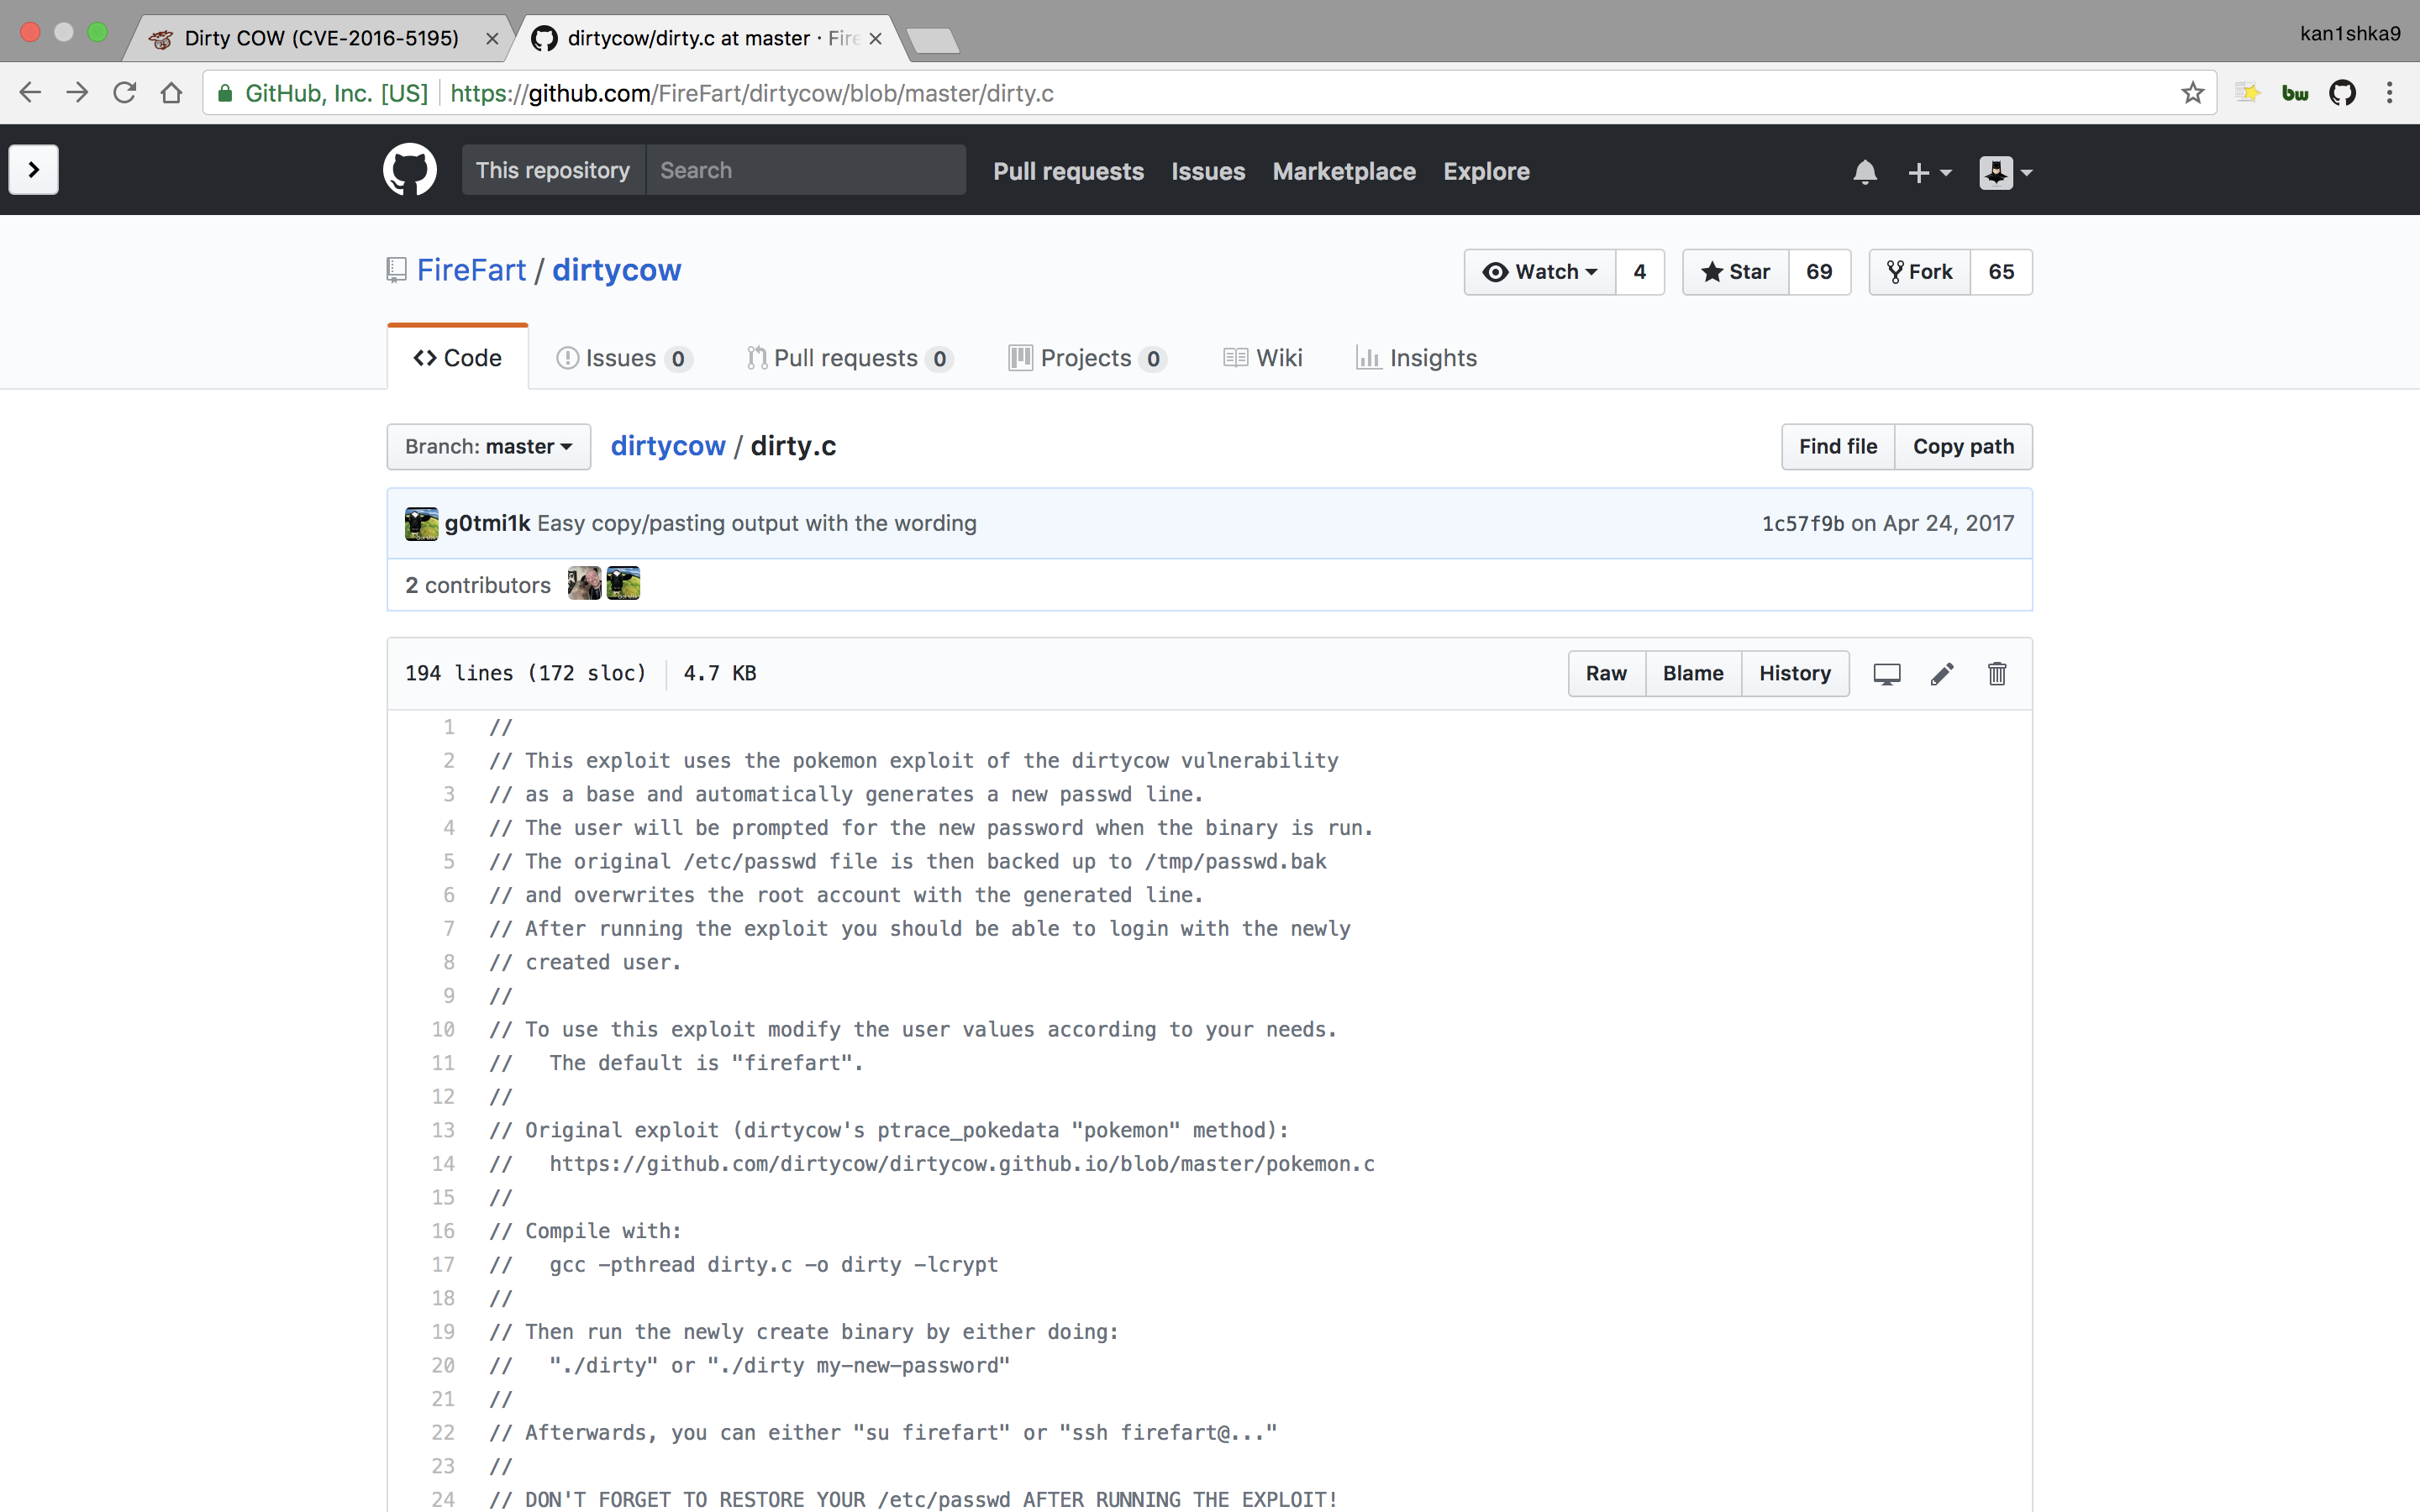 Dirty COW (CVE-2016-5195)
dirtycow/dirty.c at master · Fire
kan1shka9
GitHub, Inc. [US] https://github.com/FireFart/dirtycow/blob/master/dirty.c
bw
This repository Search Pull requests Issues Marketplace Explore
FireFart / dirtycow
Watch 4 Star 69 Fork 65
Code Issues 0 Pull requests 0 Projects 0 Wiki Insights
Branch: master dirtycow / dirty.c Find file Copy path
g0tmi1k Easy copy/pasting output with the wording 1c57f9b on Apr 24, 2017
2 contributors
194 lines (172 sloc) 4.7 KB Raw Blame History
1 //
2 // This exploit uses the pokemon exploit of the dirtycow vulnerability
3 // as a base and automatically generates a new passwd line.
4 // The user will be prompted for the new password when the binary is run.
5 // The original /etc/passwd file is then backed up to /tmp/passwd.bak
6 // and overwrites the root account with the generated line.
7 // After running the exploit you should be able to login with the newly
8 // created user.
9 //
10 // To use this exploit modify the user values according to your needs.
11 //   The default is "firefart".
12 //
13 // Original exploit (dirtycow's ptrace_pokedata "pokemon" method):
14 //   https://github.com/dirtycow/dirtycow.github.io/blob/master/pokemon.c
15 //
16 // Compile with:
17 //   gcc -pthread dirty.c -o dirty -lcrypt
18 //
19 // Then run the newly create binary by either doing:
20 //   "./dirty" or "./dirty my-new-password"
21 //
22 // Afterwards, you can either "su firefart" or "ssh firefart@..."
23 //
24 // DON'T FORGET TO RESTORE YOUR /etc/passwd AFTER RUNNING THE EXPLOIT!